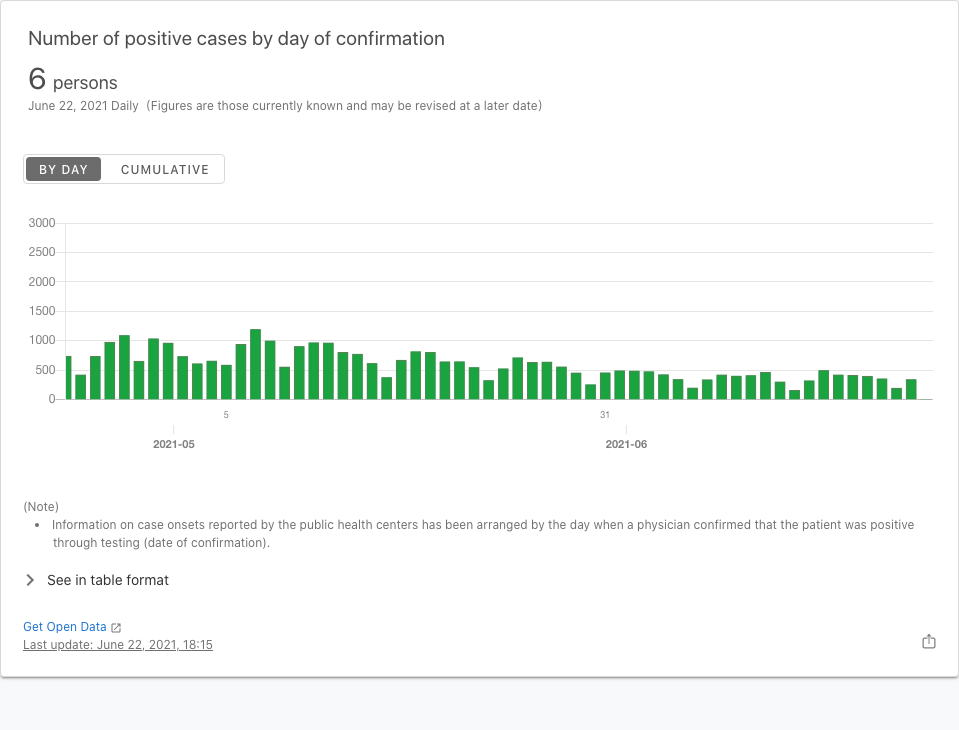 Number of positive cases by day of confirmation
6 persons
June 22, 2021 Daily (Figures are those currently known and may be revised at a later date)
BY DAY CUMULATIVE
3000
2500
2000
1500
1000
500
0
5 31
2021-05 2021-06
(Note)
• Information on case onsets reported by the public health centers has been arranged by the day when a physician confirmed that the patient was positive
through testing (date of confirmation).
See in table format
Get Open Data
Last update: June 22, 2021, 18:15